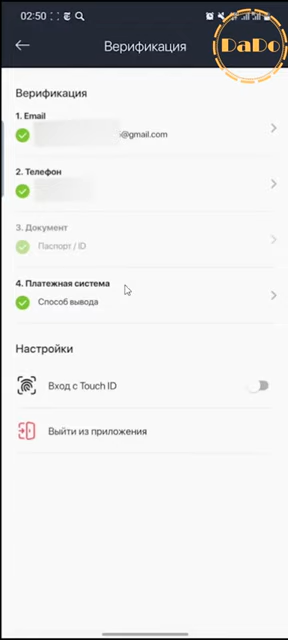 02:50
Верификация
DaDo
Верификация
1. Email
@gmail.com
2. Телефон
3. Документ
Паспорт / ID
4. Платежная система
Способ вывода
Настройки
Вход с Touch ID
Выйти из приложения